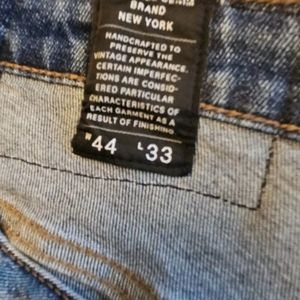 BRAND
NEW YORK
HANDCRAFTED TO
PRESERVE THE
VINTAGE APPEARANCE.
CERTAIN IMPERFEC-
TIONS ARE CONSID-
ERED PARTICULAR
CHARACTERISTICS OF
EACH GARMENT AS A
RESULT OF FINISHING
W44 L33